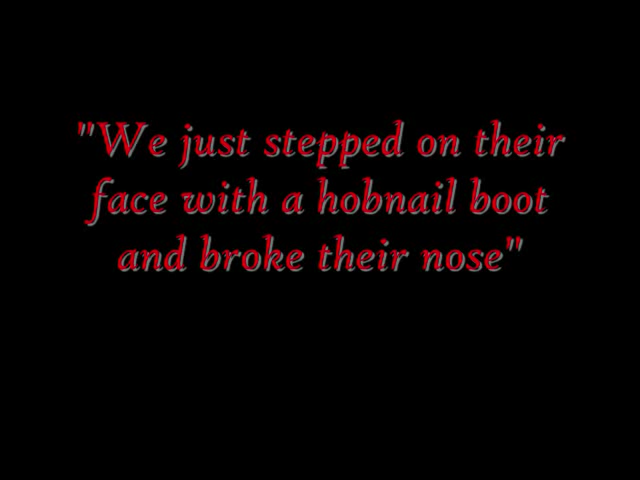 "We just stepped on their
face with a hobnail boot
and broke their nose"